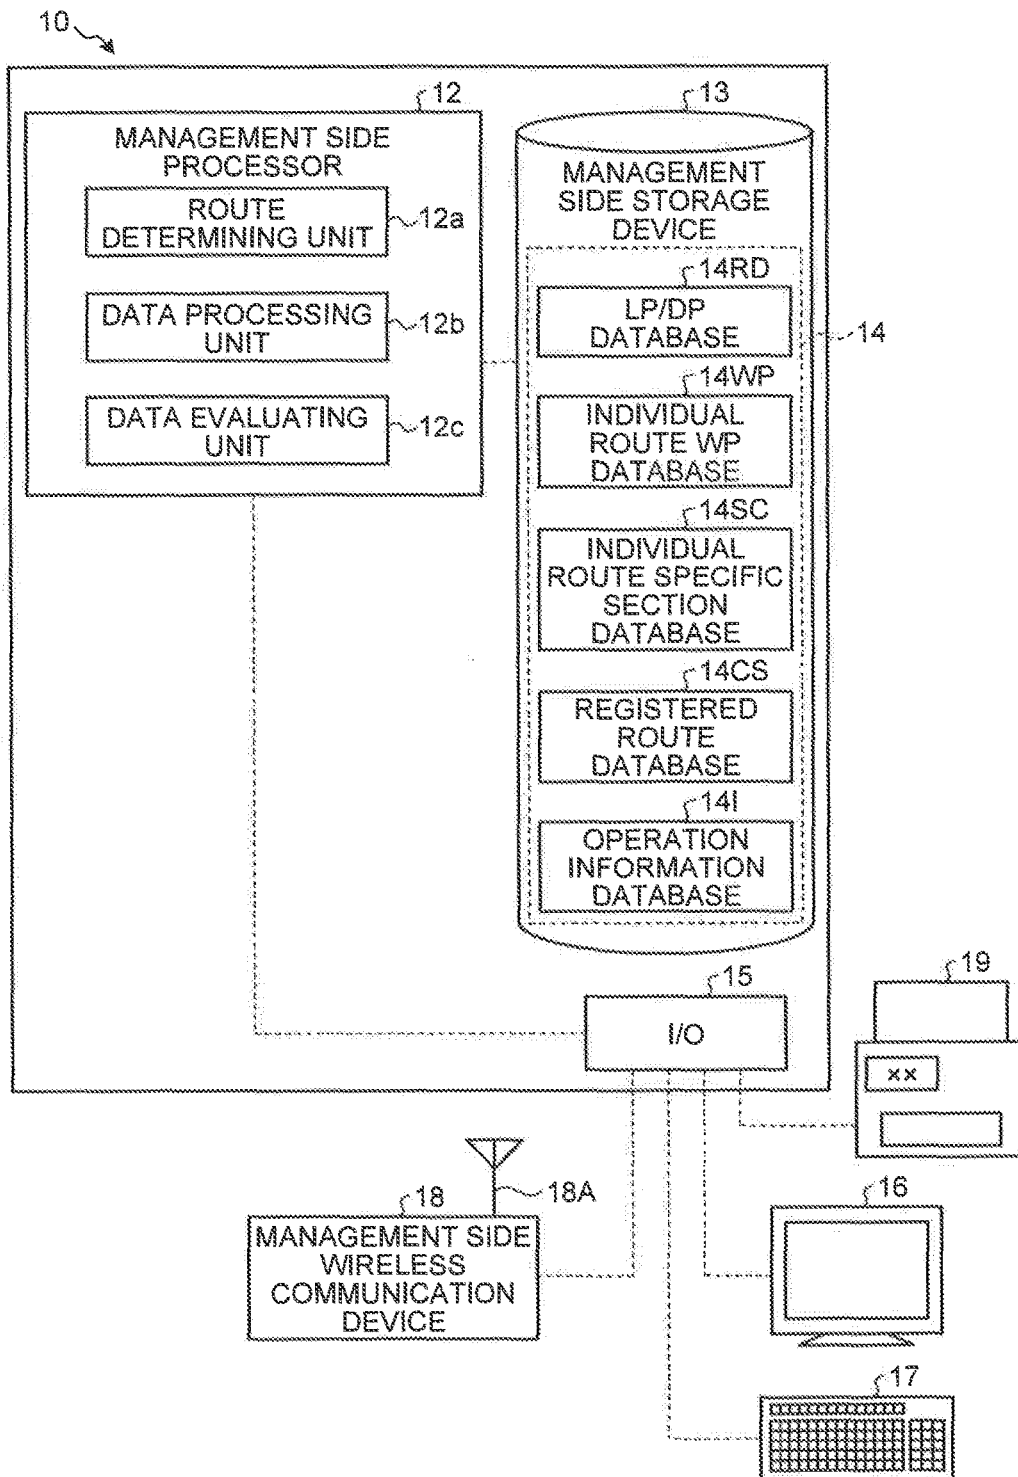 10
12
MANAGEMENT SIDE
PROCESSOR
ROUTE
DETERMINING UNIT
12a
DATA PROCESSING
UNIT
12b
DATA EVALUATING
UNIT
12c
13
MANAGEMENT
SIDE STORAGE
DEVICE
14RD
LP/DP
DATABASE
14
14WP
INDIVIDUAL
ROUTE WP
DATABASE
14SC
INDIVIDUAL
ROUTE SPECIFIC
SECTION
DATABASE
14CS
REGISTERED
ROUTE
DATABASE
14I
OPERATION
INFORMATION
DATABASE
15
I/O
19
××
18A
18
MANAGEMENT SIDE
WIRELESS
COMMUNICATION
DEVICE
16
17